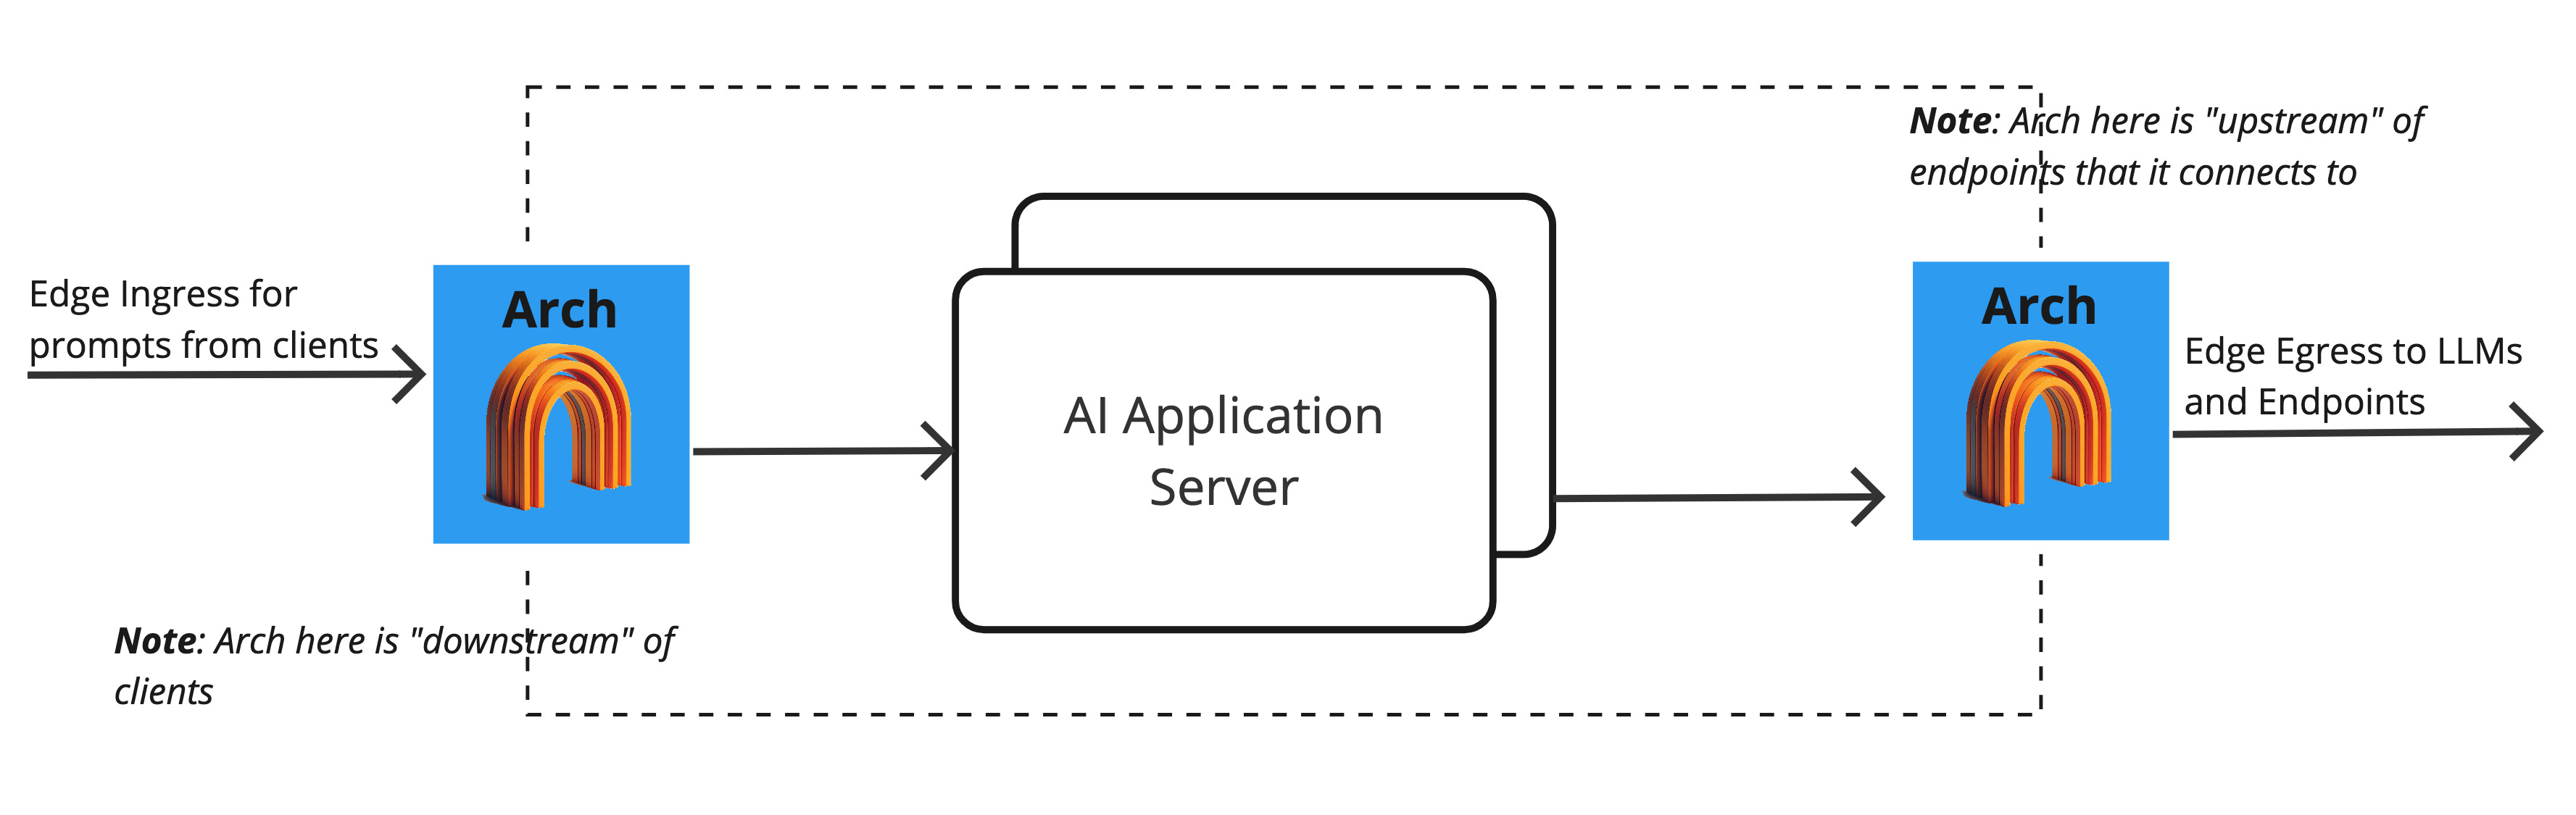 Note: Arch here is "upstream" of
endpoints that it connects to
Edge Ingress for
prompts from clients
Arch
AI Application
Server
Arch
Edge Egress to LLMs
and Endpoints
Note: Arch here is "downstream" of
clients